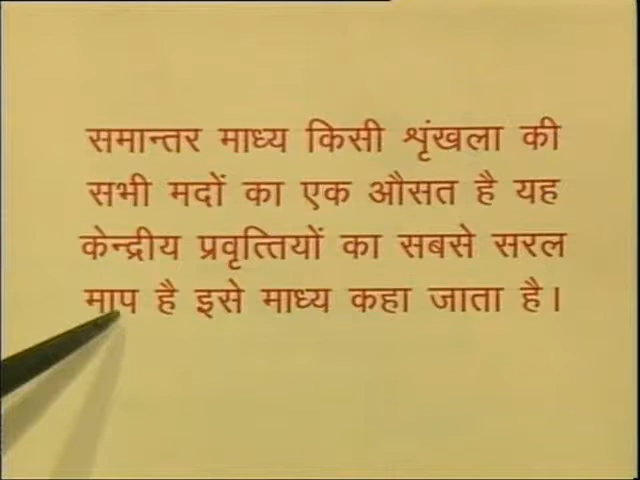 समान्तर माध्य किसी शृंखला की
सभी मदों का एक औसत है यह
केन्द्रीय प्रवृत्तियों का सबसे सरल
माप है इसे माध्य कहा जाता है।